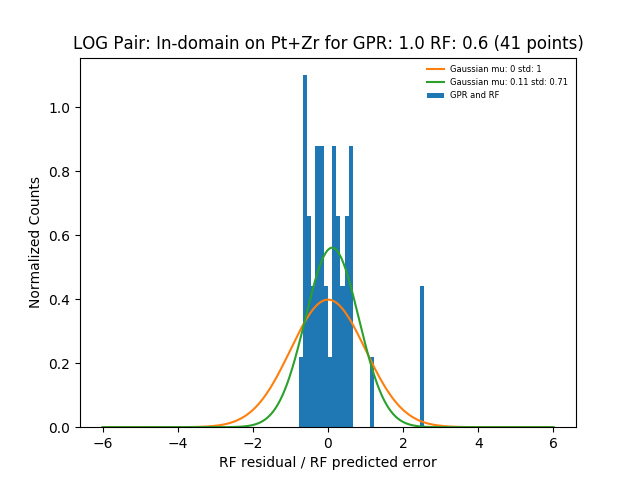 LOG Pair: In-domain on Pt+Zr for GPR: 1.0 RF: 0.6 (41 points)
Gaussian mu: 0 std: 1
Gaussian mu: 0.11 std: 0.71
GPR and RF
1.0
0.8
0.6
0.4
0.2
0.0
Normalized Counts
−6 −4 −2 0 2 4 6
RF residual / RF predicted error